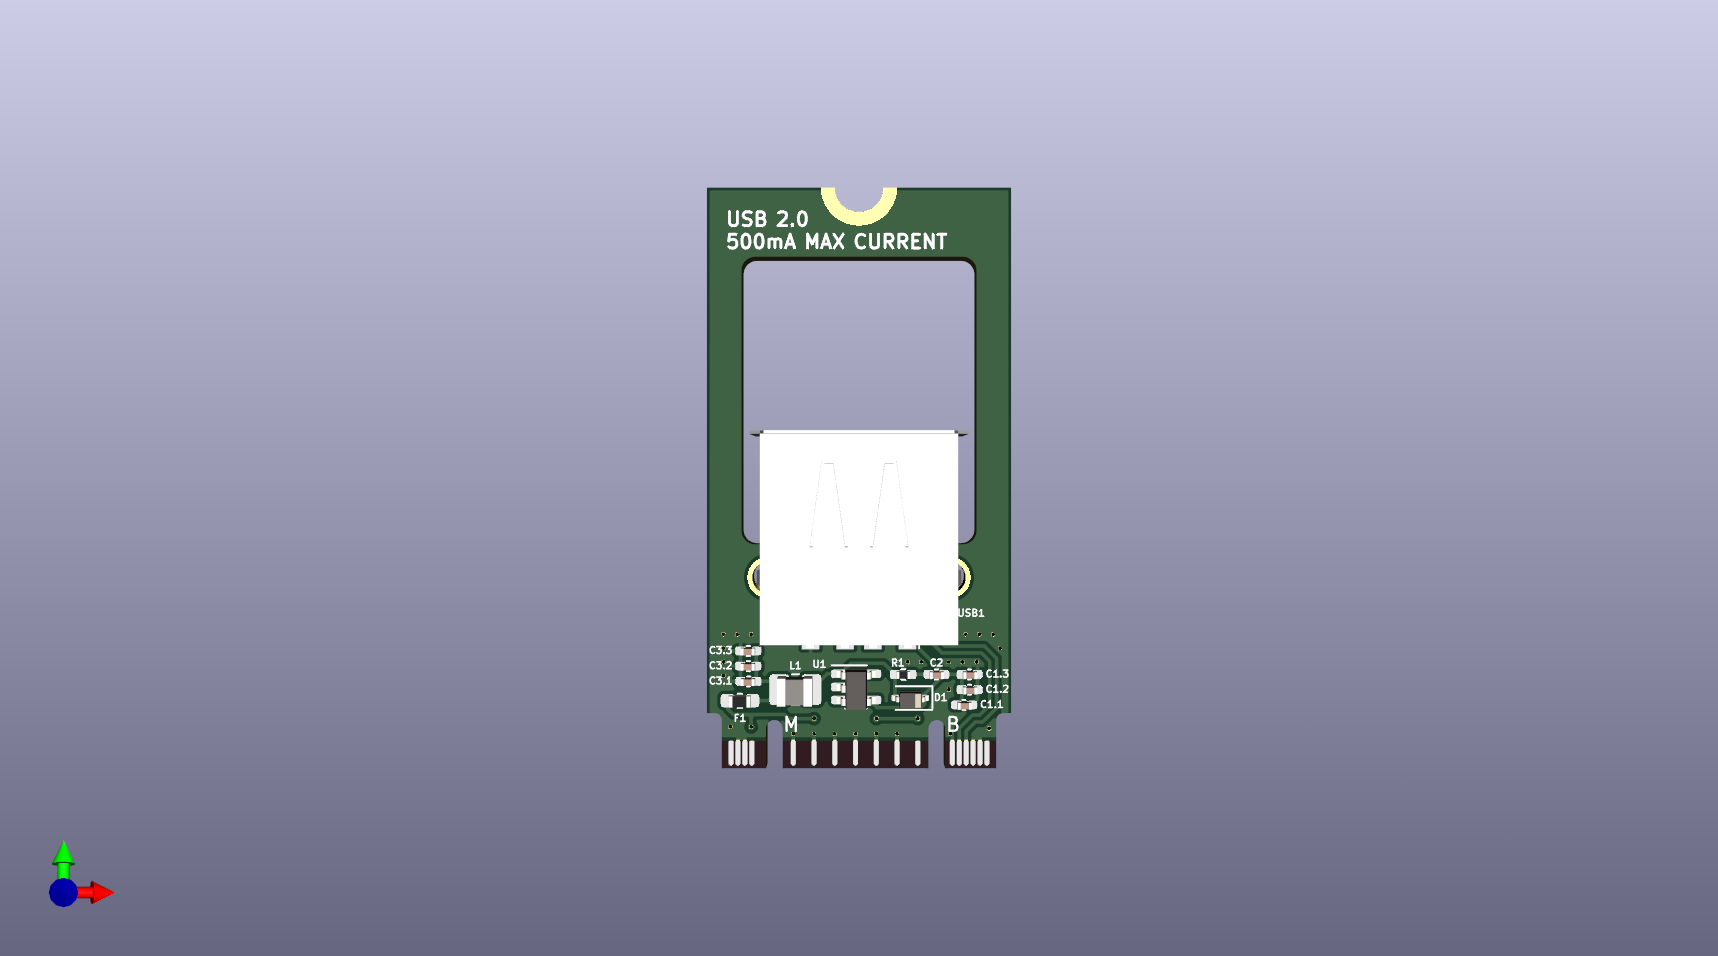 USB 2.0
500mA MAX CURRENT
USB1
C3.3
C3.2
C3.1
L1
U1
R1
C2
C1.3
C1.2
C1.1
D1
F1
M
B